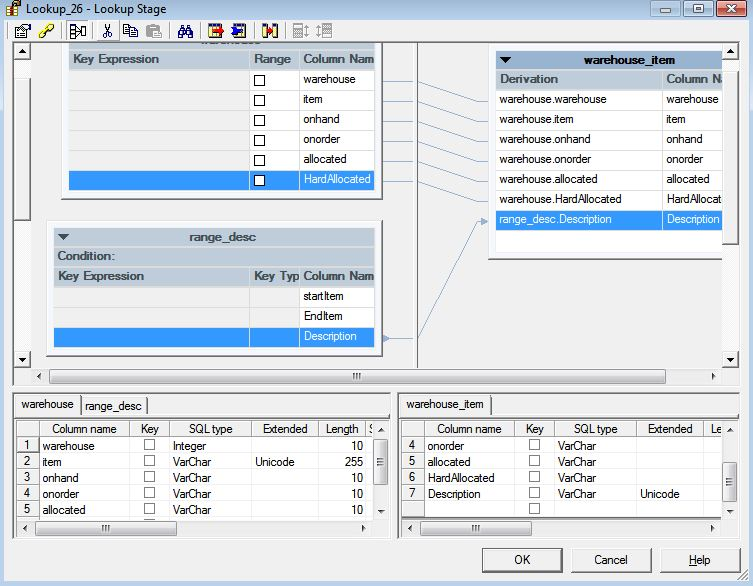 Lookup_26 - Lookup Stage
warehouse
Key Expression Range Column Nam
warehouse
item
onhand
onorder
allocated
HardAllocated
range_desc
Condition:
Key Expression Key Typ Column Nam
startItem
EndItem
Description
warehouse_item
Derivation Column N
warehouse.warehouse warehouse
warehouse.item item
warehouse.onhand onhand
warehouse.onorder onorder
warehouse.allocated allocated
warehouse.HardAllocated HardAllocat
range_desc.Description Description
warehouse range_desc
Column name Key SQL type Extended Length S
1 warehouse Integer 10
2 item VarChar Unicode 255
3 onhand VarChar 10
4 onorder VarChar 10
5 allocated VarChar 10
warehouse_item
Column name Key SQL type Extended Le
4 onorder VarChar
5 allocated VarChar
6 HardAllocated VarChar
7 Description VarChar Unicode
OK Cancel Help